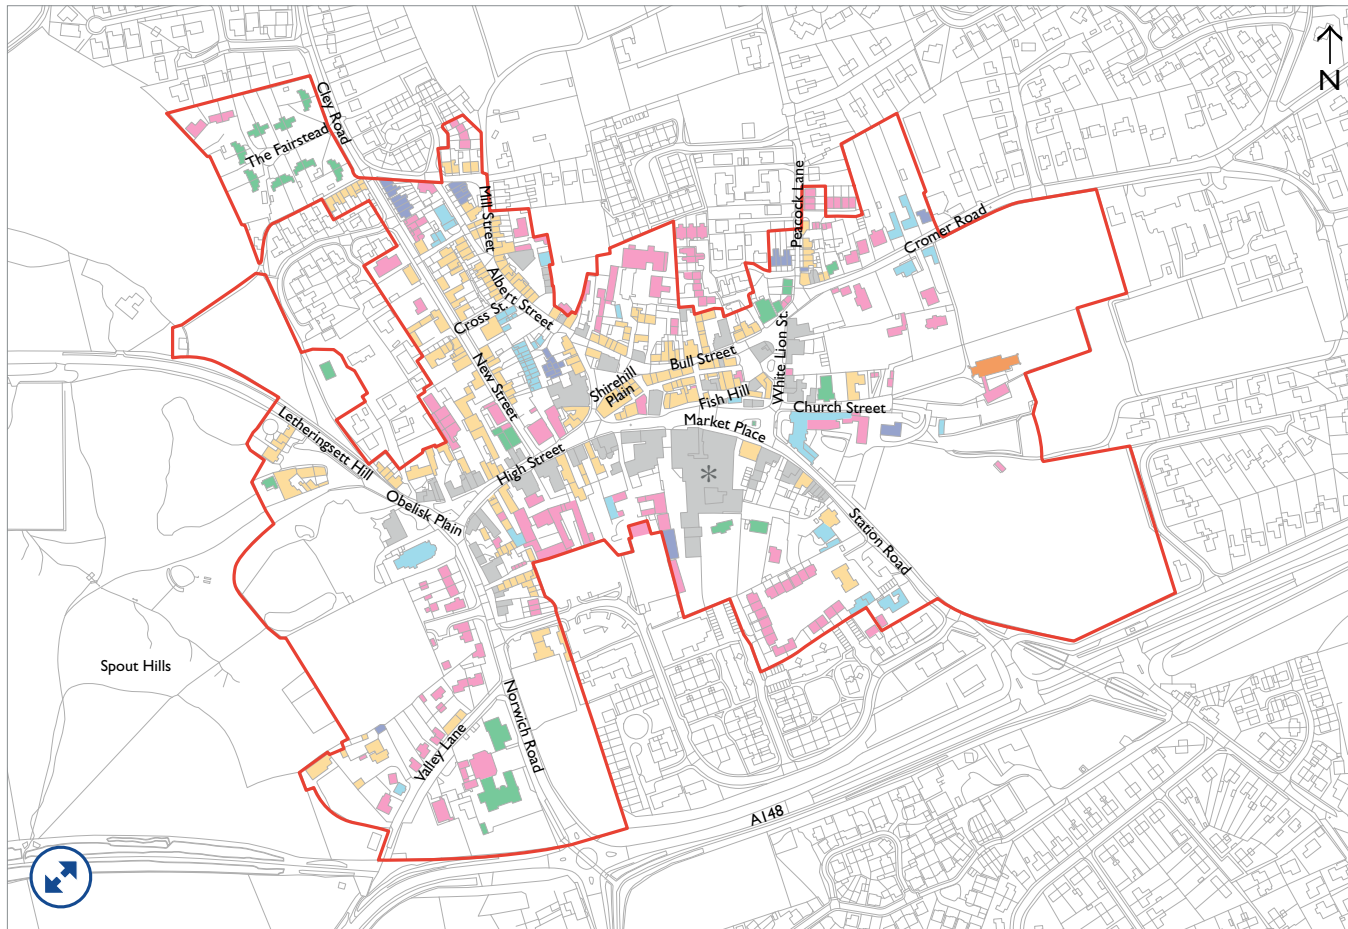 N
Cley Road
The Fairstead
Mill Street
Peacock Lane
Cromer Road
Albert Street
Cross St.
White Lion St.
Bull Street
New Street
Shirehill
Plain
Fish Hill
Church Street
Market Place
Letheringsett Hill
High Street
*
Obelisk Plain
Station Road
Spout Hills
Norwich Road
Valley Lane
A148